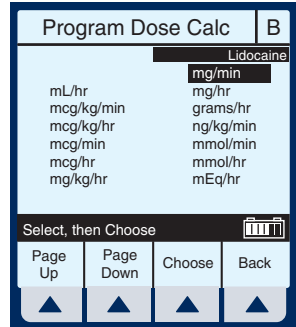 Program Dose Calc B
Lidocaine
mg/min
mL/hr mg/hr
mcg/kg/min grams/hr
mcg/kg/hr ng/kg/min
mcg/min mmol/min
mcg/hr mmol/hr
mg/kg/hr mEq/hr
Select, then Choose
Page Up Page Down Choose Back